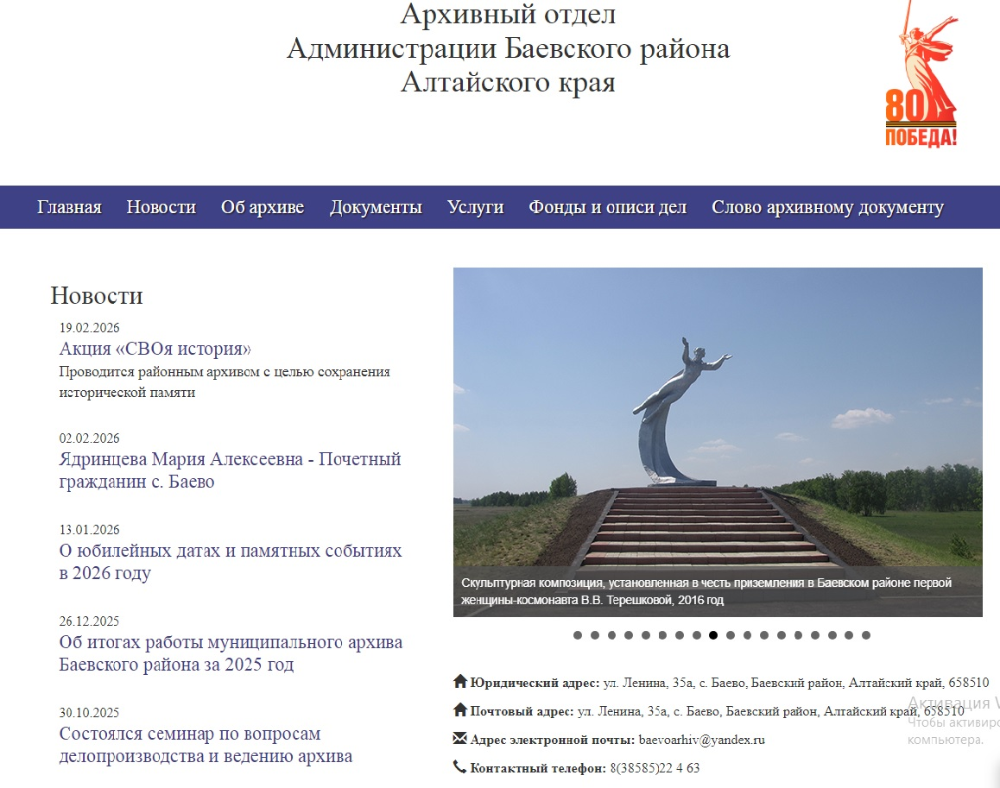 Архивный отдел
Администрации Баевского района
Алтайского края
80
ПОБЕДА!
Главная Новости Об архиве Документы Услуги Фонды и описи дел Слово архивному документу
Новости
19.02.2026
Акция «СВОя история»
Проводится районным архивом с целью сохранения
исторической памяти
02.02.2026
Ядринцева Мария Алексеевна - Почетный
гражданин с. Баево
13.01.2026
О юбилейных датах и памятных событиях
в 2026 году
26.12.2025
Об итогах работы муниципального архива
Баевского района за 2025 год
30.10.2025
Состоялся семинар по вопросам
делопроизводства и ведению архива
Скульптурная композиция, установленная в честь приземления в Баевском районе первой
женщины-космонавта В.В. Терешковой, 2016 год
Юридический адрес: ул. Ленина, 35а, с. Баево, Баевский район, Алтайский край, 658510
Почтовый адрес: ул. Ленина, 35а, с. Баево, Баевский район, Алтайский край, 658510
Адрес электронной почты: baevoarhiv@yandex.ru
Контактный телефон: 8(38585)22 4 63
Активация
Чтобы активиро
компьютера.